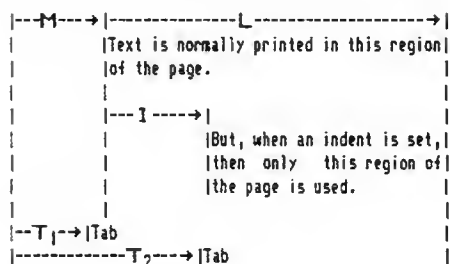 |---M---→|--------------L------------------→|
|Text is normally printed in this region|
|of the page.
|--- I -----→|
|But, when an indent is set,|
|then only this region of|
|the page is used.
|--T1--→|Tab
|--------------T2---→|Tab